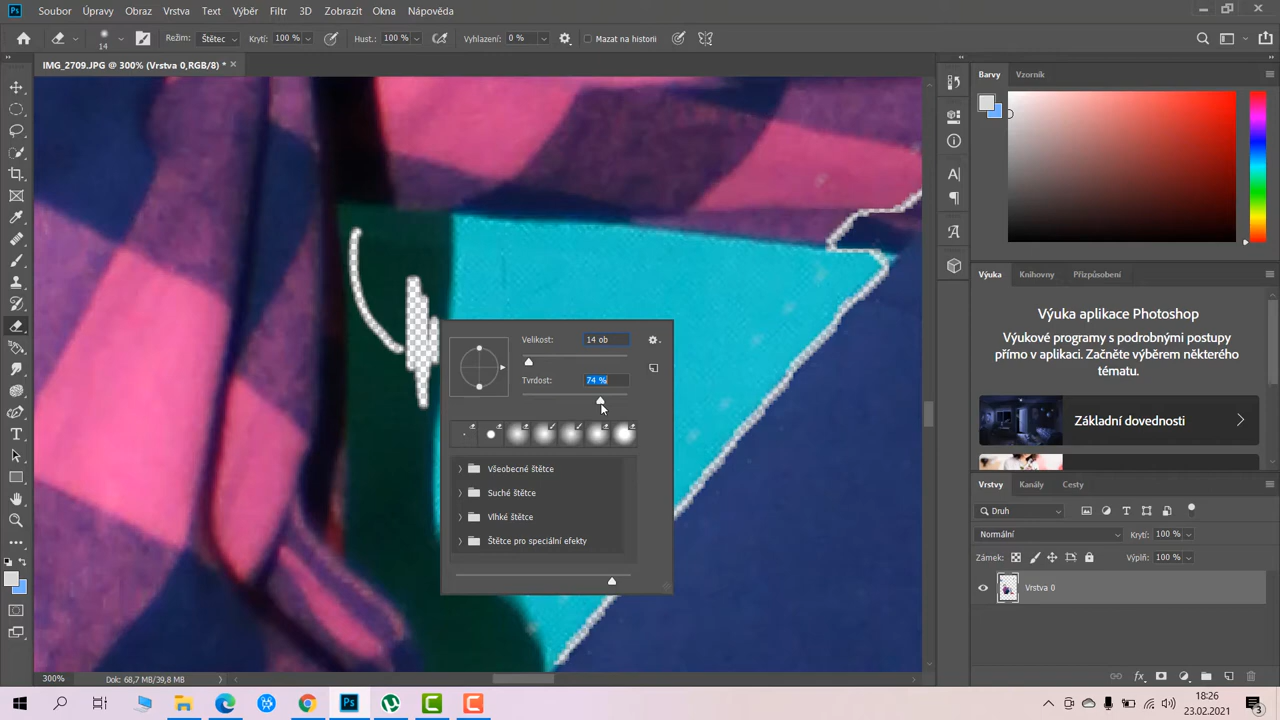 Ps Soubor Úpravy Obraz Vrstva Text Výběr Filtr 3D Zobrazit Okna Nápověda
14 Režim: Štětec Krytí: 100 % Hust.: 100 % Vyhlazení: 0 % Mazat na historii
IMG_2709.JPG @ 300% (Vrstva 0,RGB/8) * ×
Barvy Vzorník
Výuka Knihovny Přizpůsobení
Výuka aplikace Photoshop
Výukové programy s podrobnými postupy
přímo v aplikaci. Začněte výběrem některého
tématu.
Základní dovednosti
Velikost: 14 ob
Tvrdost: 74 %
Všeobecné štětce
Suché štětce
Vlhké štětce
Štětce pro speciální efekty
Vrstvy Kanály Cesty
Druh
Normální Krytí: 100 %
Zámek: Výplň: 100 %
Vrstva 0
300% Dok: 68,7 MB/39,8 MB
18:26
23.02.2021
3